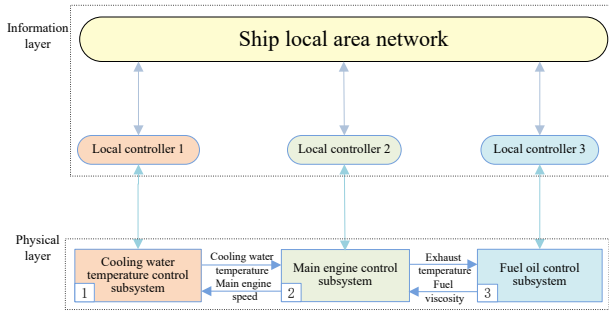 Information
layer
Ship local area network
Local controller 1
Local controller 2
Local controller 3
Physical
layer
Cooling water
temperature control
subsystem
1
Cooling water
temperature
Main engine
speed
Main engine control
subsystem
2
Exhaust
temperature
Fuel
viscosity
Fuel oil control
subsystem
3